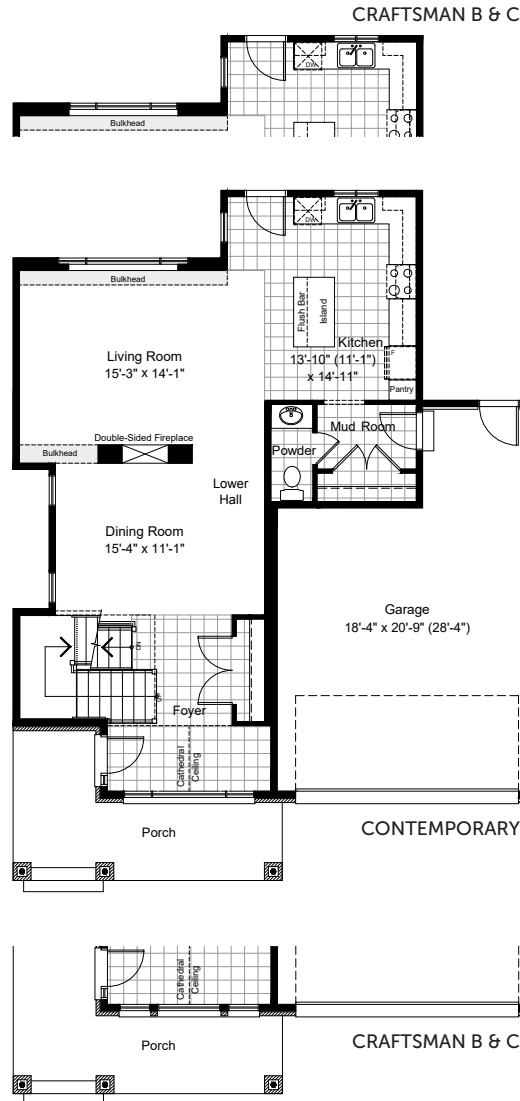 CRAFTSMAN B & C
DW
Bulkhead
DW
Bulkhead
Flush Bar
Island
Living Room
15'-3" x 14'-1"
Kitchen
13'-10" (11'-1")
x 14'-11"
F
Pantry
Double-Sided Fireplace
Bulkhead
Mud Room
Powder
Lower
Hall
Dining Room
15'-4" x 11'-1"
Garage
18'-4" x 20'-9" (28'-4")
DN
UP
Foyer
Cathedral
Ceiling
Porch
CONTEMPORARY
Cathedral
Ceiling
Porch
CRAFTSMAN B & C